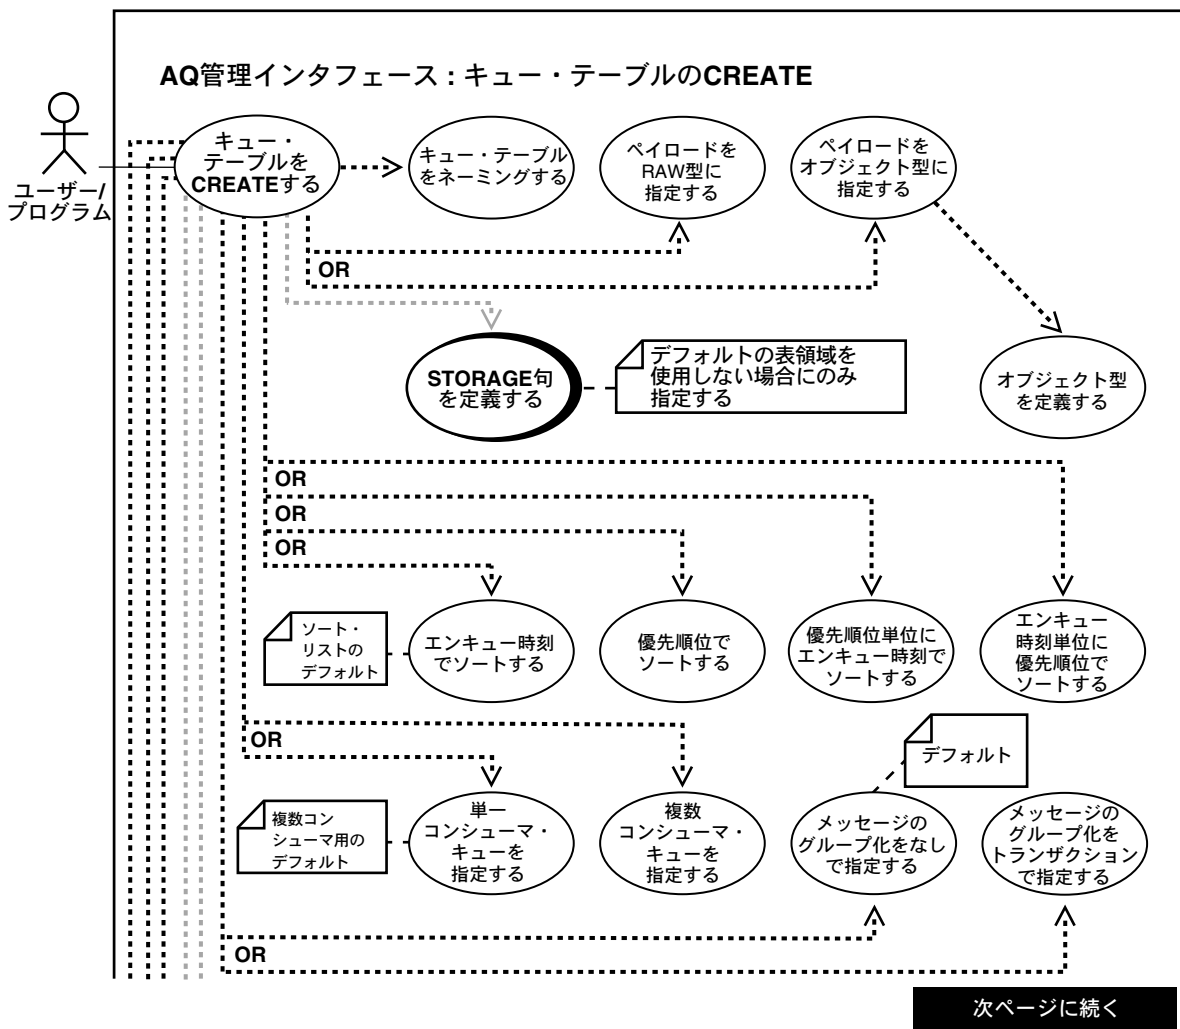 AQ管理インタフェース：キュー・テーブルのCREATE
ユーザー/
プログラム
キュー・
テーブルを
CREATEする
キュー・テーブル
をネーミングする
ペイロードを
RAW型に
指定する
ペイロードを
オブジェクト型に
指定する
OR
STORAGE句
を定義する
デフォルトの表領域を
使用しない場合にのみ
指定する
オブジェクト型
を定義する
OR
OR
OR
ソート・
リストの
デフォルト
エンキュー時刻
でソートする
優先順位で
ソートする
優先順位単位に
エンキュー時刻で
ソートする
エンキュー
時刻単位に
優先順位で
ソートする
OR
デフォルト
複数コン
シューマ用の
デフォルト
単一
コンシューマ・
キューを
指定する
複数
コンシューマ・
キューを
指定する
メッセージの
グループ化をなし
で指定する
メッセージの
グループ化を
トランザクション
で指定する
OR
次ページに続く